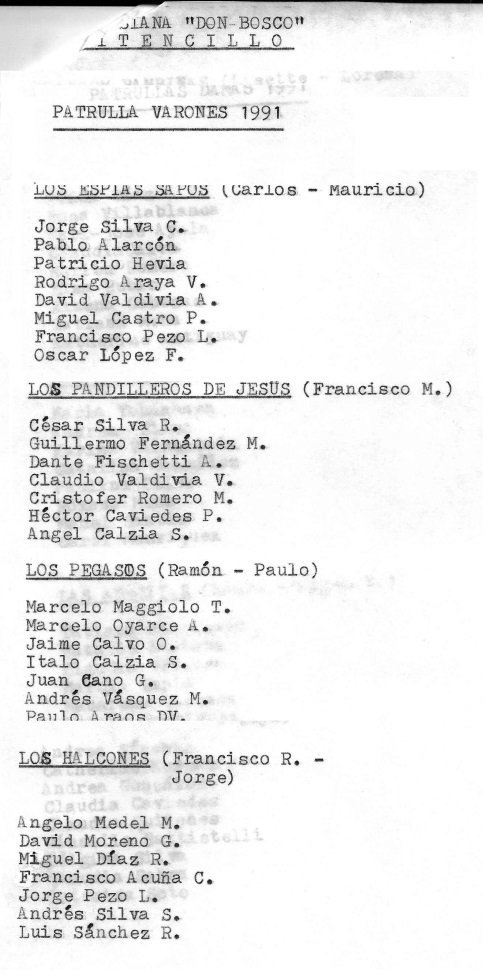 "DON-BOSCO"
PATRULLA VARONES 1991
LOS ESPIAS SAPOS (Carlos - Mauricio)
Jorge Silva C.
Pablo Alarcón
Patricio Hevia
Rodrigo Araya V.
David Valdivia A.
Miguel Castro P.
Francisco Pezo L.
Oscar López F.
LOS PANDILLEROS DE JESUS (Francisco M.)
César Silva R.
Guillermo Fernández M.
Dante Fischetti A.
Claudio Valdivia V.
Cristofer Romero M.
Héctor Caviedes P.
Angel Calzia S.
LOS PEGASOS (Ramón - Paulo)
Marcelo Maggiolo T.
Marcelo Oyarce A.
Jaime Calvo O.
Italo Calzia S.
Juan Cano G.
Andrés Vásquez M.
Paulo Araos DV.
LOS HALCONES (Francisco R. -
Jorge)
Angelo Medel M.
David Moreno G.
Miguel Díaz R.
Francisco Acuña C.
Jorge Pezo L.
Andrés Silva S.
Luis Sánchez R.